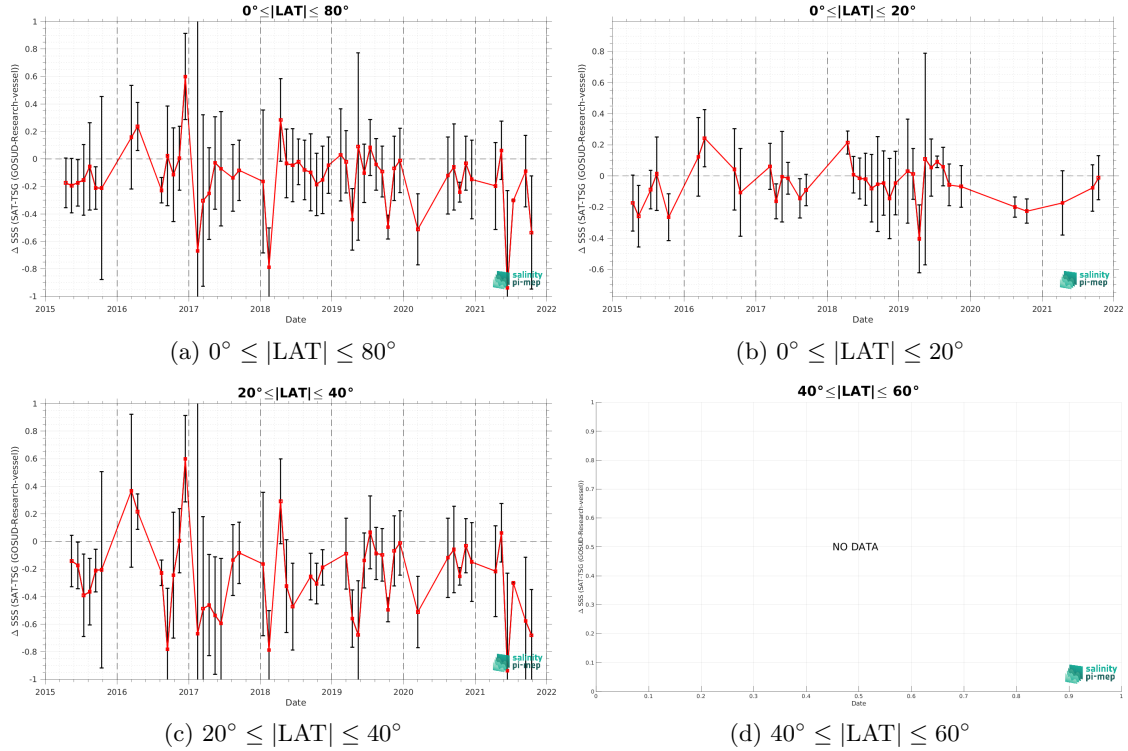 0°≤|LAT|≤ 80°
Δ SSS (SAT-TSG (GOSUD-Research-vessel))
1
0.8
0.6
0.4
0.2
0
-0.2
-0.4
-0.6
-0.8
-1
2015 2016 2017 2018 2019 2020 2021 2022
Date
salinity
pi-mep
(a) 0° ≤ |LAT| ≤ 80°
0°≤|LAT|≤ 20°
Δ SSS (SAT-TSG (GOSUD-Research-vessel))
0.8
0.6
0.4
0.2
0
-0.2
-0.4
-0.6
2015 2016 2017 2018 2019 2020 2021 2022
Date
salinity
pi-mep
(b) 0° ≤ |LAT| ≤ 20°
20°≤|LAT|≤ 40°
Δ SSS (SAT-TSG (GOSUD-Research-vessel))
1
0.8
0.6
0.4
0.2
0
-0.2
-0.4
-0.6
-0.8
-1
2015 2016 2017 2018 2019 2020 2021 2022
Date
salinity
pi-mep
(c) 20° ≤ |LAT| ≤ 40°
40°≤|LAT|≤ 60°
Δ SSS (SAT-TSG (GOSUD-Research-vessel))
1
0.9
0.8
0.7
0.6
0.5
0.4
0.3
0.2
0.1
0
NO DATA
0 0.1 0.2 0.3 0.4 0.5 0.6 0.7 0.8 0.9 1
Date
salinity
pi-mep
(d) 40° ≤ |LAT| ≤ 60°